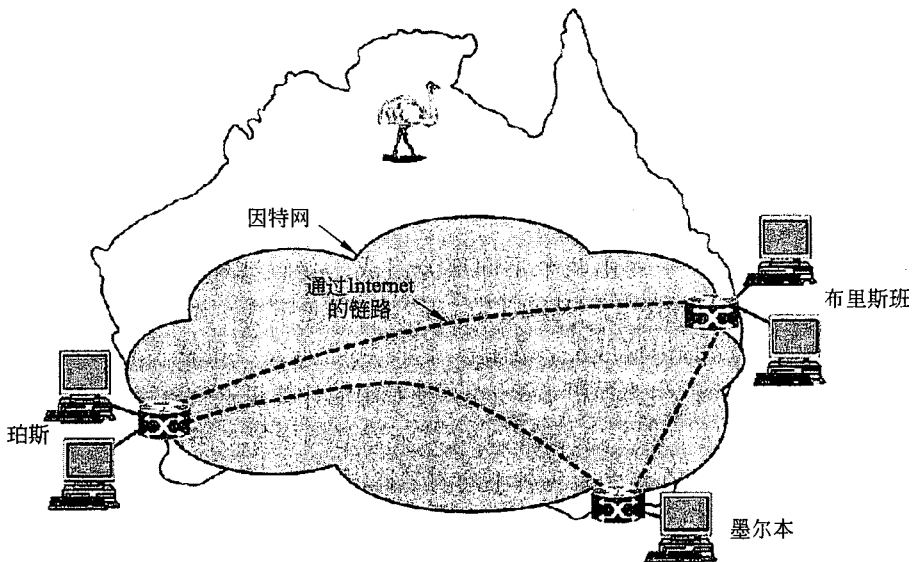 因特网
通过Internet
的链路
布里斯班
珀斯
墨尔本